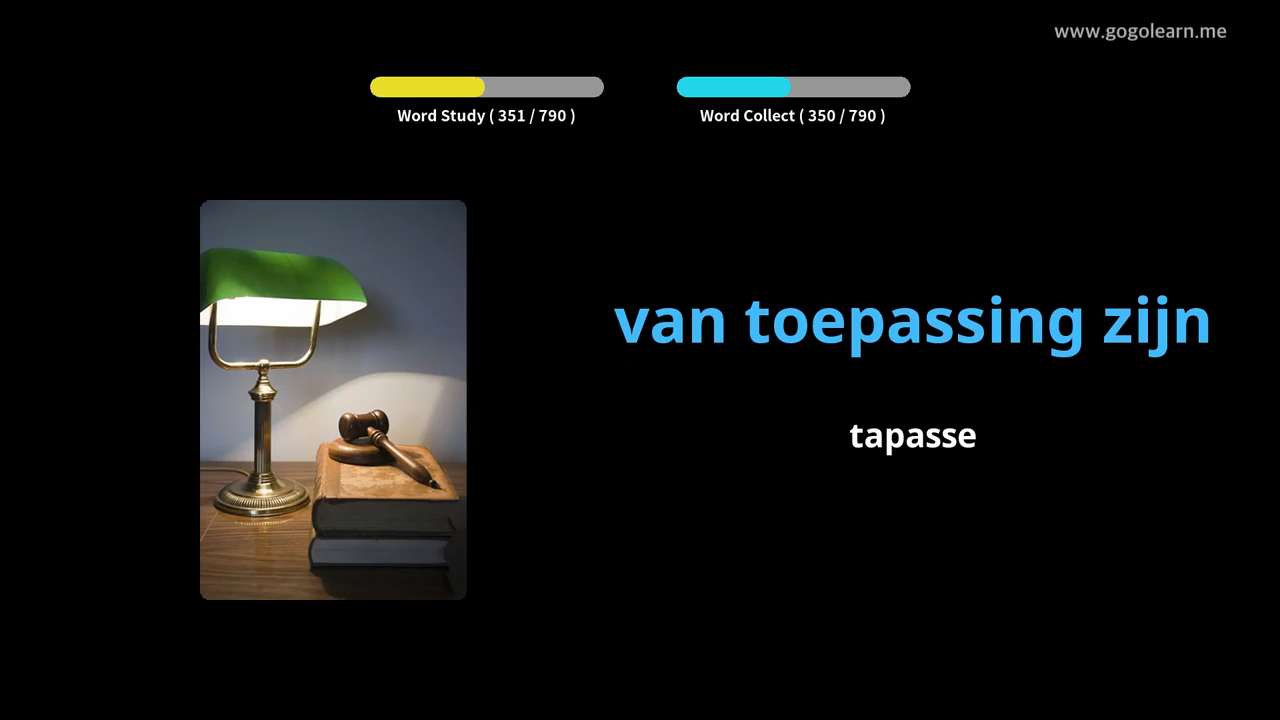 www.gogolearn.me
Word Study ( 351 / 790 )
Word Collect ( 350 / 790 )
van toepassing zijn
tapasse